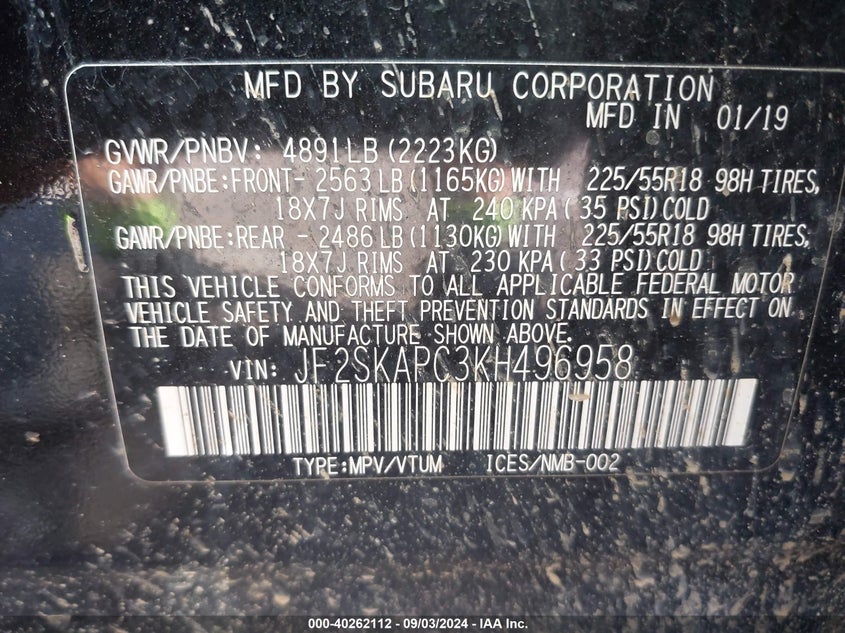 MFD BY SUBARU CORPORATION
MFD IN 01/19
GVWR/PNBV: 4891LB (2223KG)
GAWR/PNBE:FRONT- 2563LB (1165KG) WITH 225/55R18 98H TIRES,
18X7J RIMS AT 240 KPA( 35 PSI) COLD
GAWR/PNBE:REAR - 2486LB (1130KG) WITH 225/55R18 98H TIRES,
18X7J RIMS AT 230 KPA( 33 PSI) COLD
THIS VEHICLE CONFORMS TO ALL APPLICABLE FEDERAL MOTOR
VEHICLE SAFETY AND THEFT PREVENTION STANDARDS IN EFFECT ON
THE DATE OF MANUFACTURE SHOWN ABOVE.
VIN: JF2SKAPC3KH496958
TYPE:MPV/VTUM ICES/NMB-002
000-40262112 - 09/03/2024 - IAA Inc.